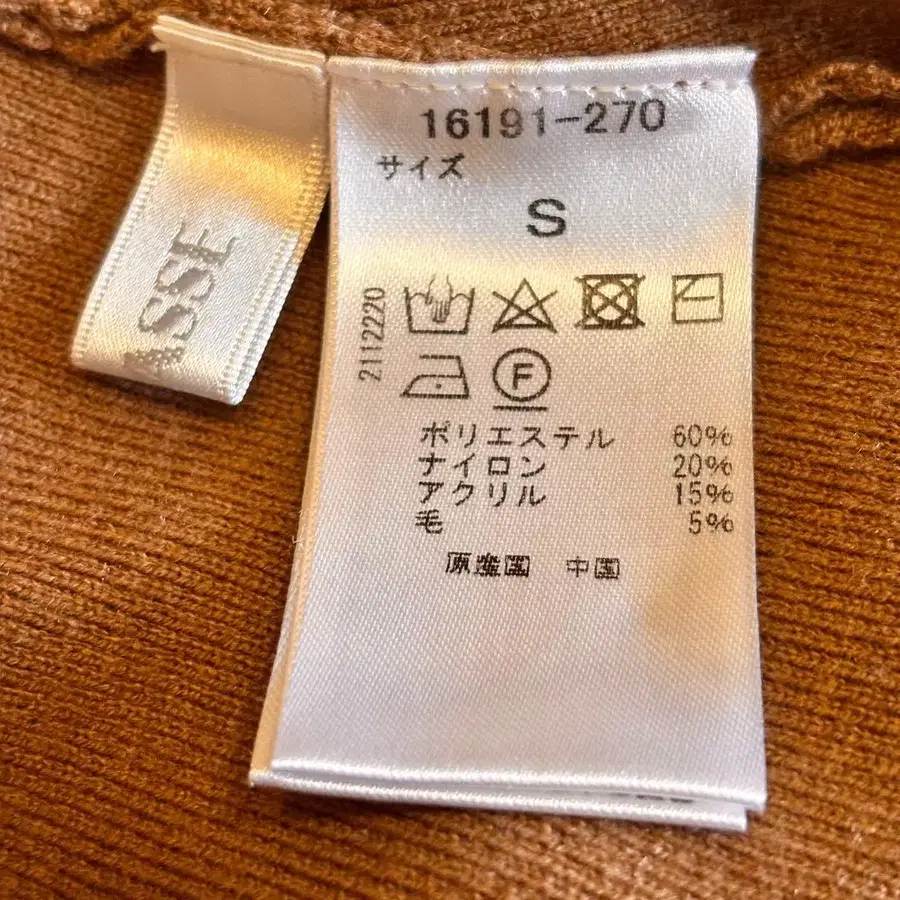 ASSE
16191-270
サイズ
S
2112220
F
ポリエステル 60%
ナイロン 20%
アクリル 15%
毛 5%
原産国 中国